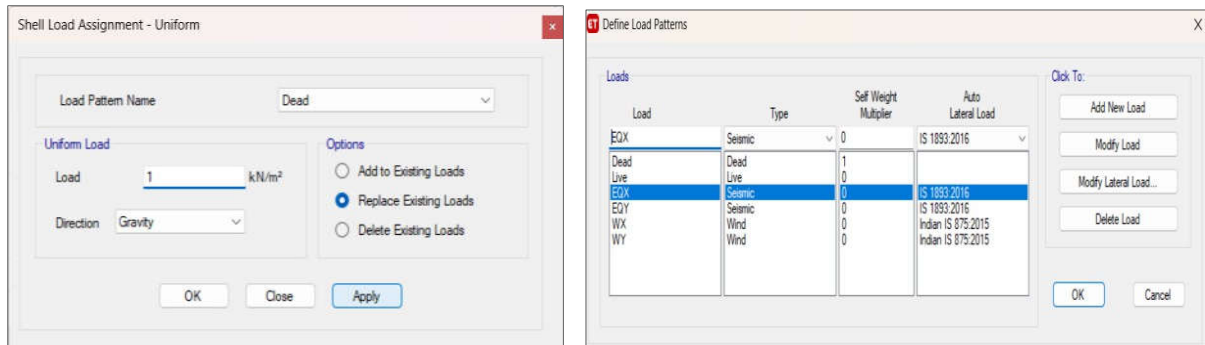 Shell Load Assignment - Uniform
x
Load Pattern Name Dead
Uniform Load
Load 1 kN/m²
Direction Gravity
Options
Add to Existing Loads
Replace Existing Loads
Delete Existing Loads
OK Close Apply
ET Define Load Patterns X
Loads
Load Type Self Weight Multiplier Auto Lateral Load
EQX Seismic 0 IS 1893:2016
Dead Dead 1
Live Live 0
EQX Seismic 0 IS 1893:2016
EQY Seismic 0 IS 1893:2016
WX Wind 0 Indian IS 875:2015
WY Wind 0 Indian IS 875:2015
Click To:
Add New Load
Modify Load
Modify Lateral Load...
Delete Load
OK Cancel